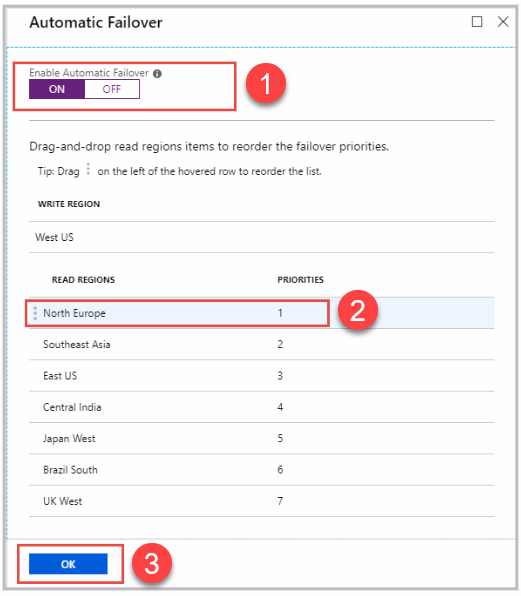 Automatic Failover
Enable Automatic Failover
ON OFF
1
Drag-and-drop read regions items to reorder the failover priorities.
Tip: Drag ⋮ on the left of the hovered row to reorder the list.
WRITE REGION
West US
READ REGIONS PRIORITIES
North Europe 1
2
Southeast Asia 2
East US 3
Central India 4
Japan West 5
Brazil South 6
UK West 7
OK
3